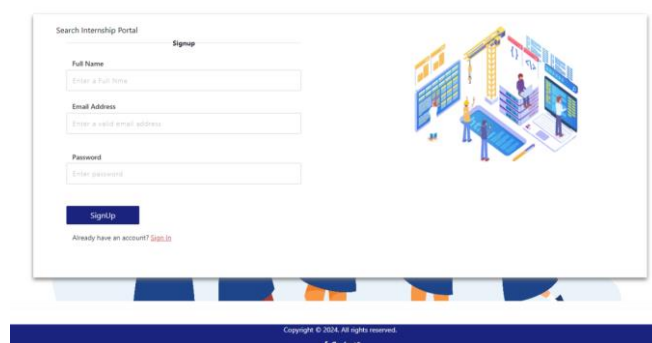 Search Internship Portal
Signup
Full Name
Enter a Full Name
Email Address
Enter a valid email address
Password
Enter password
SignUp
Already have an account? Sign in
Copyright © 2024. All rights reserved.